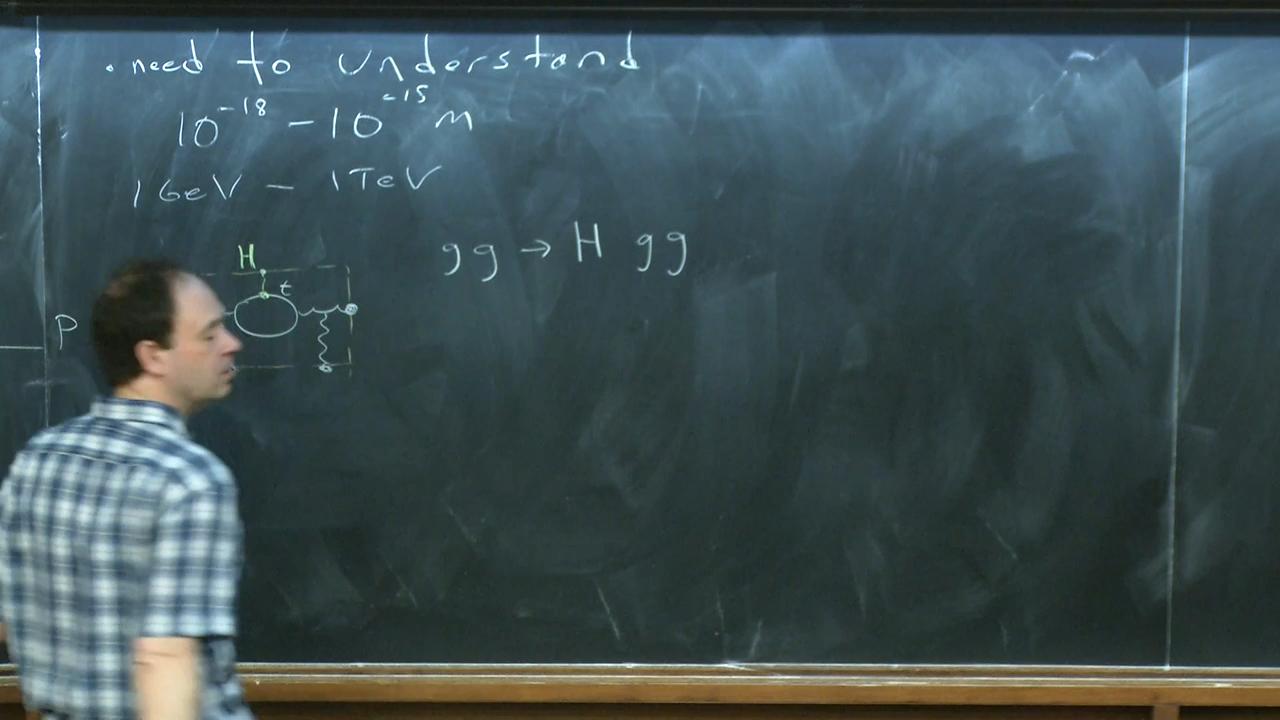 . need to understand
10^-18 - 10^-15 m
1 GeV - 1 TeV
gg → H gg
H
t
P